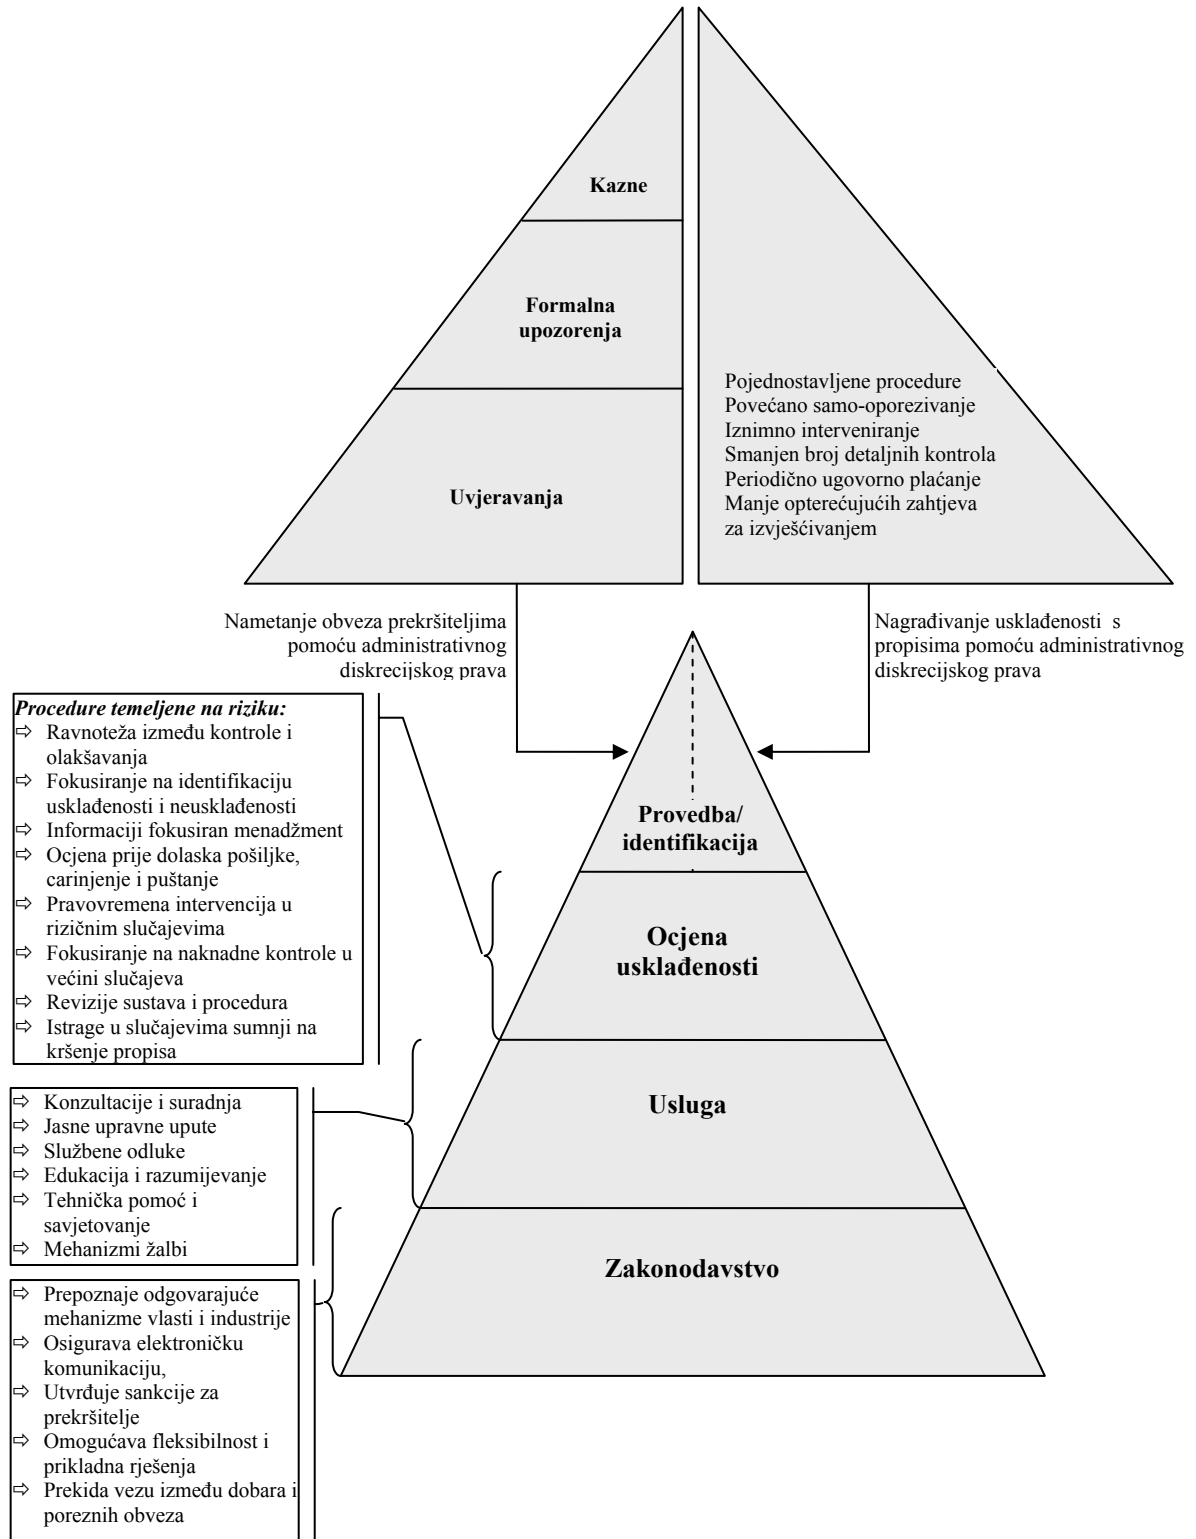 Kazne
Formalna
upozorenja
Uvjeravanja
Pojednostavljene procedure
Povećano samo-oporezivanje
Iznimno interveniranje
Smanjen broj detaljnih kontrola
Periodično ugovorno plaćanje
Manje opterećujućih zahtjeva
za izvješćivanjem
Nametanje obveza prekršiteljima
pomoću administrativnog
diskrecijskog prava
Nagrađivanje usklađenosti s
propisima pomoću administrativnog
diskrecijskog prava
Procedure temeljene na riziku:
⇨ Ravnoteža između kontrole i
olakšavanja
⇨ Fokusiranje na identifikaciju
usklađenosti i neusklađenosti
⇨ Informaciji fokusiran menadžment
⇨ Ocjena prije dolaska pošiljke,
carinjenje i puštanje
⇨ Pravovremena intervencija u
rizičnim slučajevima
⇨ Fokusiranje na naknadne kontrole u
većini slučajeva
⇨ Revizije sustava i procedura
⇨ Istrage u slučajevima sumnji na
kršenje propisa
Provedba/
identifikacija
Ocjena
usklađenosti
⇨ Konzultacije i suradnja
⇨ Jasne upravne upute
⇨ Službene odluke
⇨ Edukacija i razumijevanje
⇨ Tehnička pomoć i
savjetovanje
⇨ Mehanizmi žalbi
Usluga
⇨ Prepoznaje odgovarajuće
mehanizme vlasti i industrije
⇨ Osigurava elektroničku
komunikaciju,
⇨ Utvrđuje sankcije za
prekršitelje
⇨ Omogućava fleksibilnost i
prikladna rješenja
⇨ Prekida vezu između dobara i
poreznih obveza
Zakonodavstvo